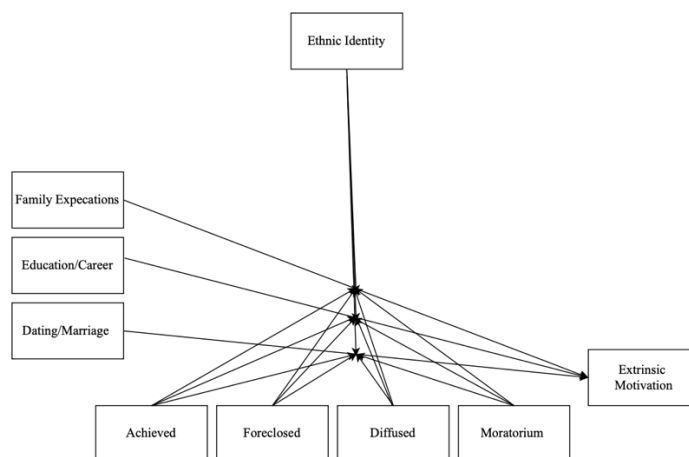 Ethnic Identity
Family Expecations
Education/Career
Dating/Marriage
Extrinsic
Motivation
Achieved
Foreclosed
Diffused
Moratorium